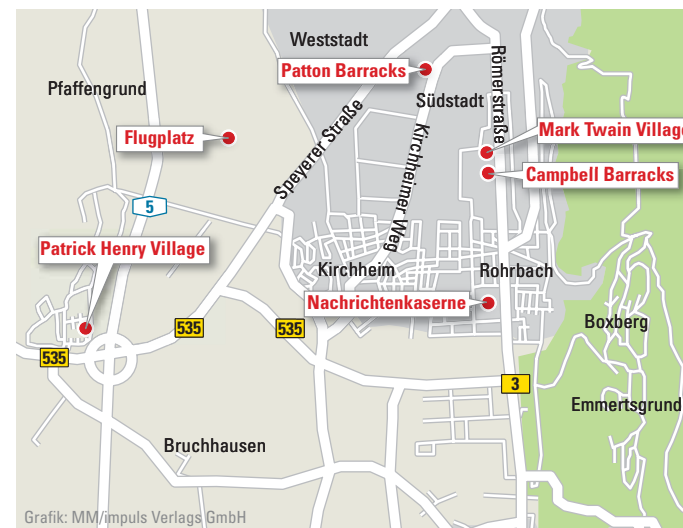 Weststadt
Patton Barracks
Pfaffengrund
Südstadt
Römerstraße
Flugplatz
Speyerer Straße
Kirchheimer Weg
Mark Twain Village
Campbell Barracks
5
Patrick Henry Village
Kirchheim
Rohrbach
Nachrichtenkaserne
Boxberg
535
535
535
3
Emmertsgrund
Bruchhausen
Grafik: MM/impuls Verlags GmbH